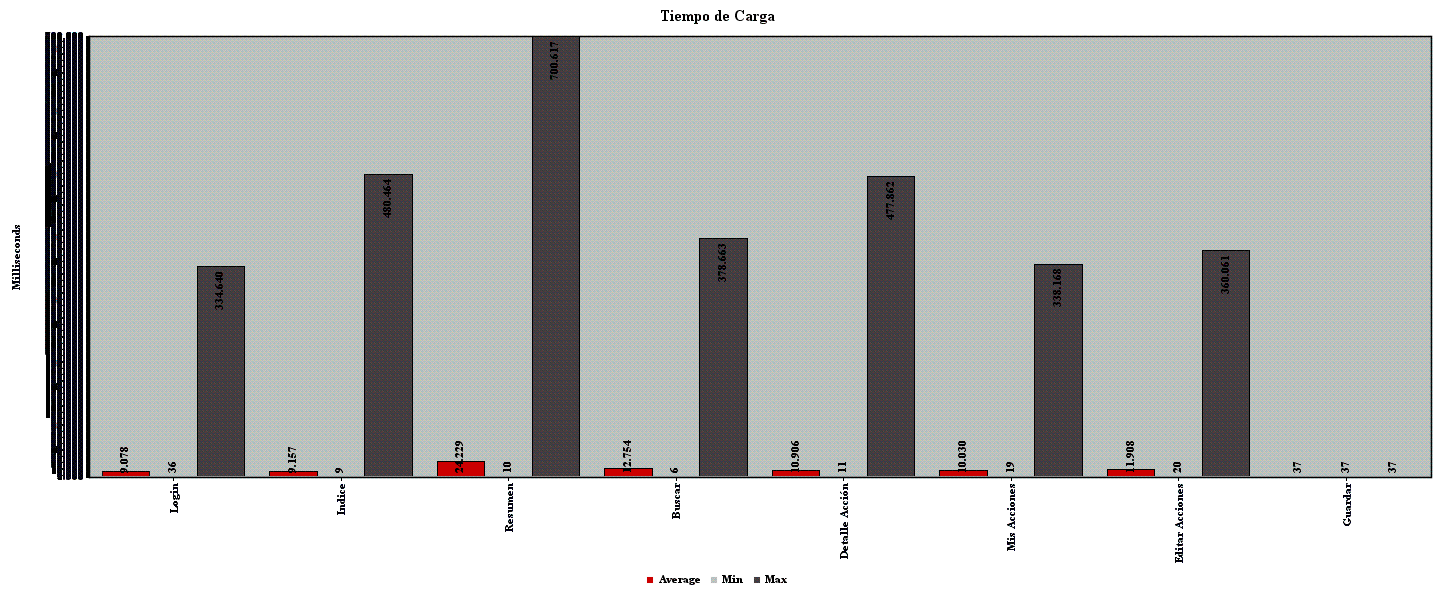 Tiempo de Carga
Milliseconds
9.078
36
334.640
9.157
9
480.464
24.229
10
700.617
12.754
6
378.663
10.906
11
477.862
10.030
19
338.168
11.908
20
360.061
37
37
37
Login
Indice
Resumen
Buscar
Detalle Acción
Mis Acciones
Editar Acciones
Guardar
Average Min Max